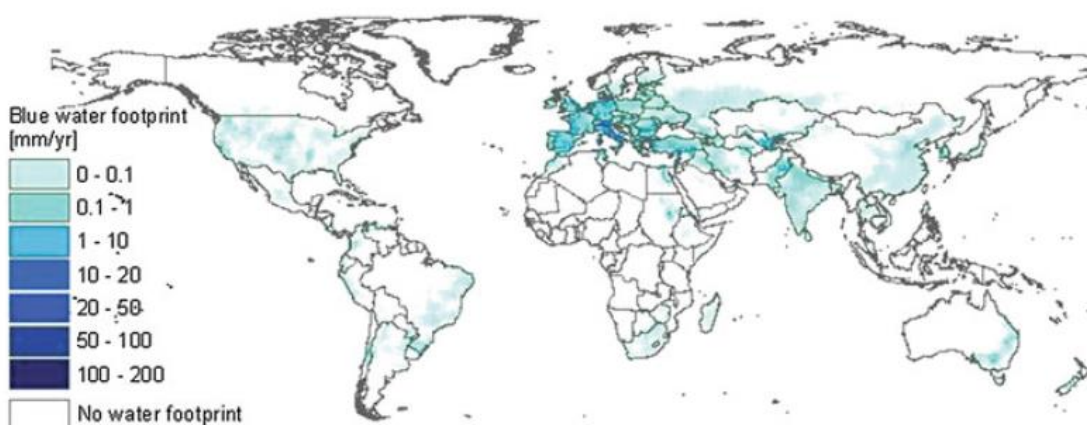 Blue water footprint
[mm/yr]
0 - 0.1
0.1 - 1
1 - 10
10 - 20
20 - 50
50 - 100
100 - 200
No water footprint